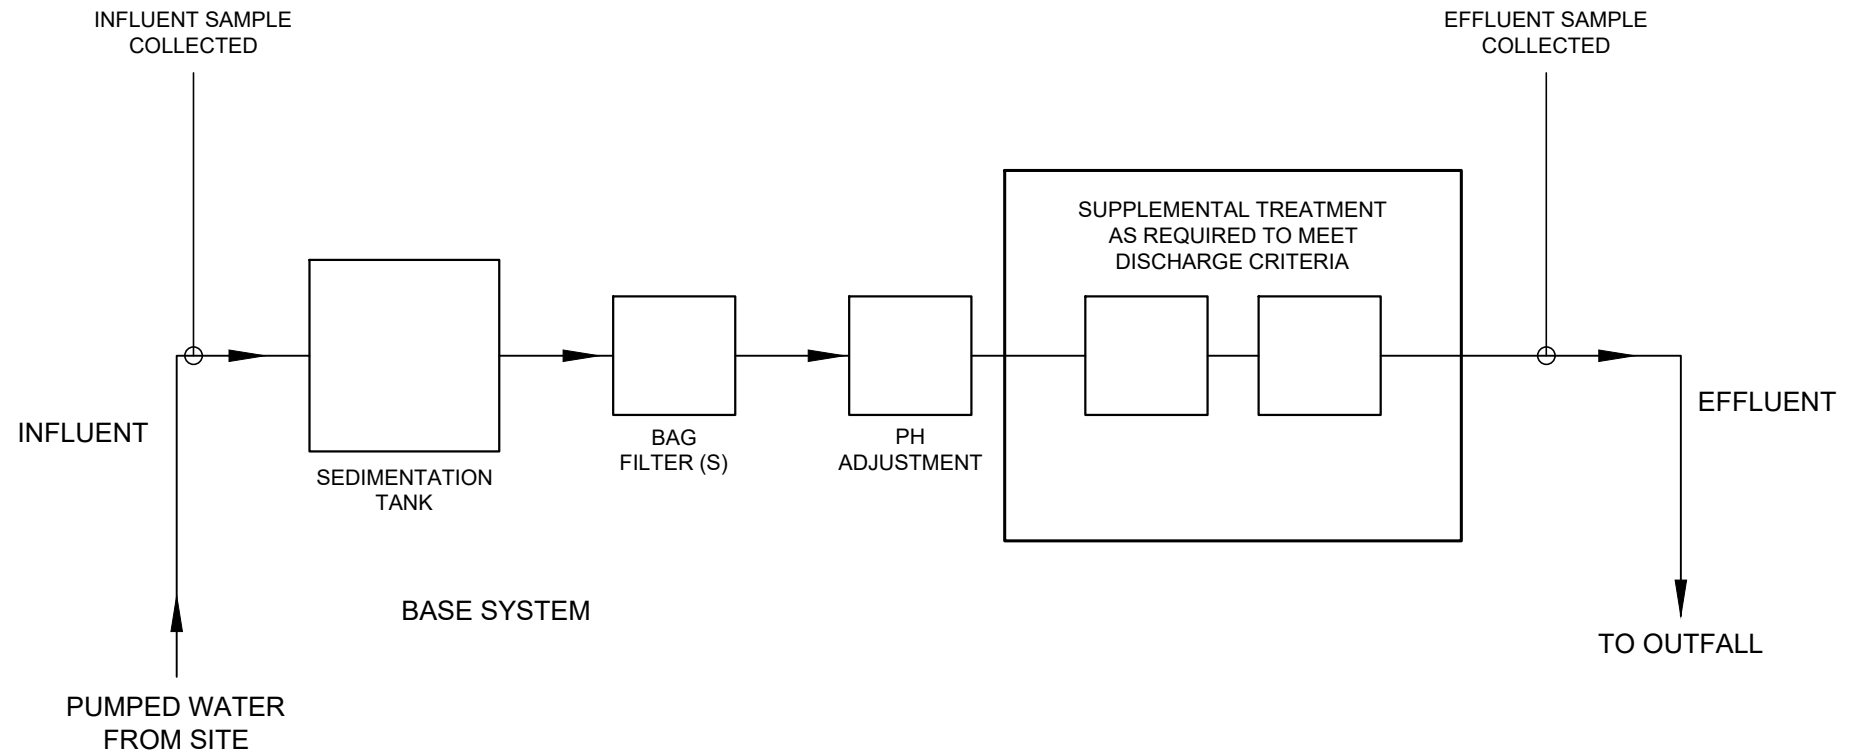 INFLUENT SAMPLE
COLLECTED
EFFLUENT SAMPLE
COLLECTED
SUPPLEMENTAL TREATMENT
AS REQUIRED TO MEET
DISCHARGE CRITERIA
INFLUENT
SEDIMENTATION
TANK
BAG
FILTER (S)
PH
ADJUSTMENT
EFFLUENT
BASE SYSTEM
TO OUTFALL
PUMPED WATER
FROM SITE